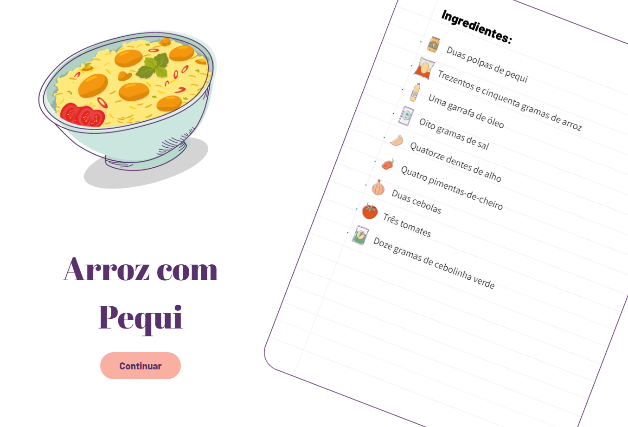 Arroz com
Pequi
Continuar
Ingredientes:
Duas polpas de pequi
Trezentos e cinquenta gramas de arroz
Uma garrafa de óleo
Oito gramas de sal
Quatorze dentes de alho
Quatro pimentas-de-cheiro
Duas cebolas
Três tomates
Doze gramas de cebolinha verde